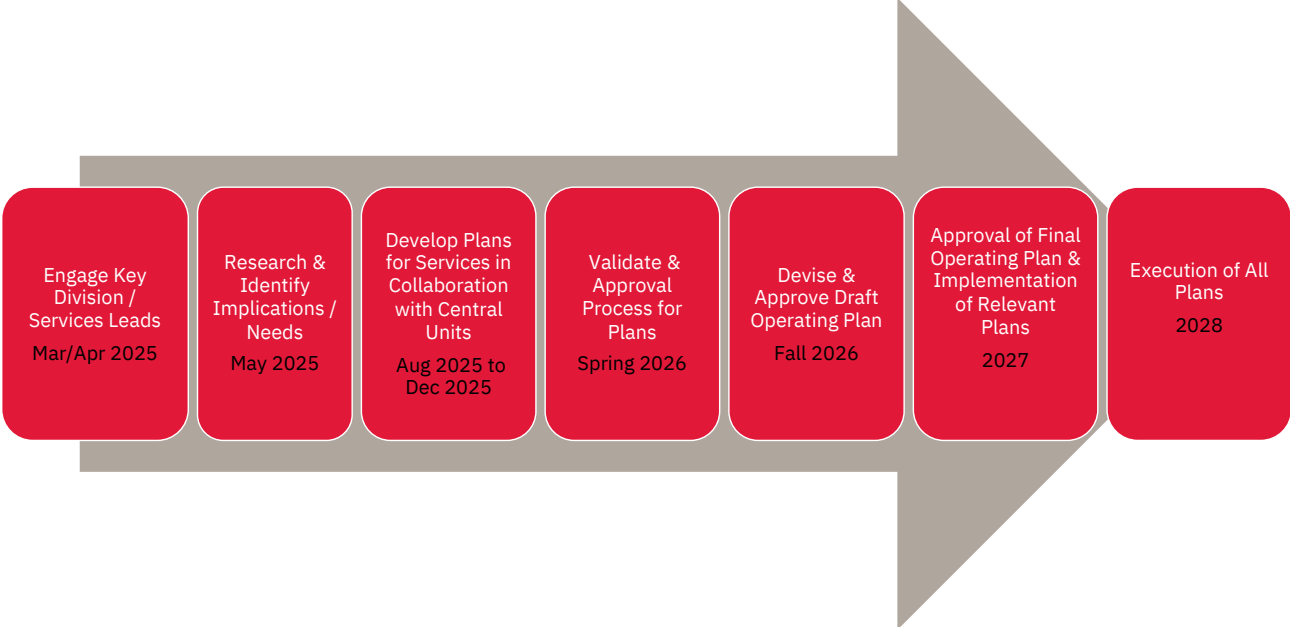 Engage Key
Division /
Services Leads
Mar/Apr 2025
Research &
Identify
Implications /
Needs
May 2025
Develop Plans
for Services in
Collaboration
with Central
Units
Aug 2025 to
Dec 2025
Validate &
Approval
Process for
Plans
Spring 2026
Devise &
Approve Draft
Operating Plan
Fall 2026
Approval of Final
Operating Plan &
Implementation
of Relevant
Plans
2027
Execution of All
Plans
2028